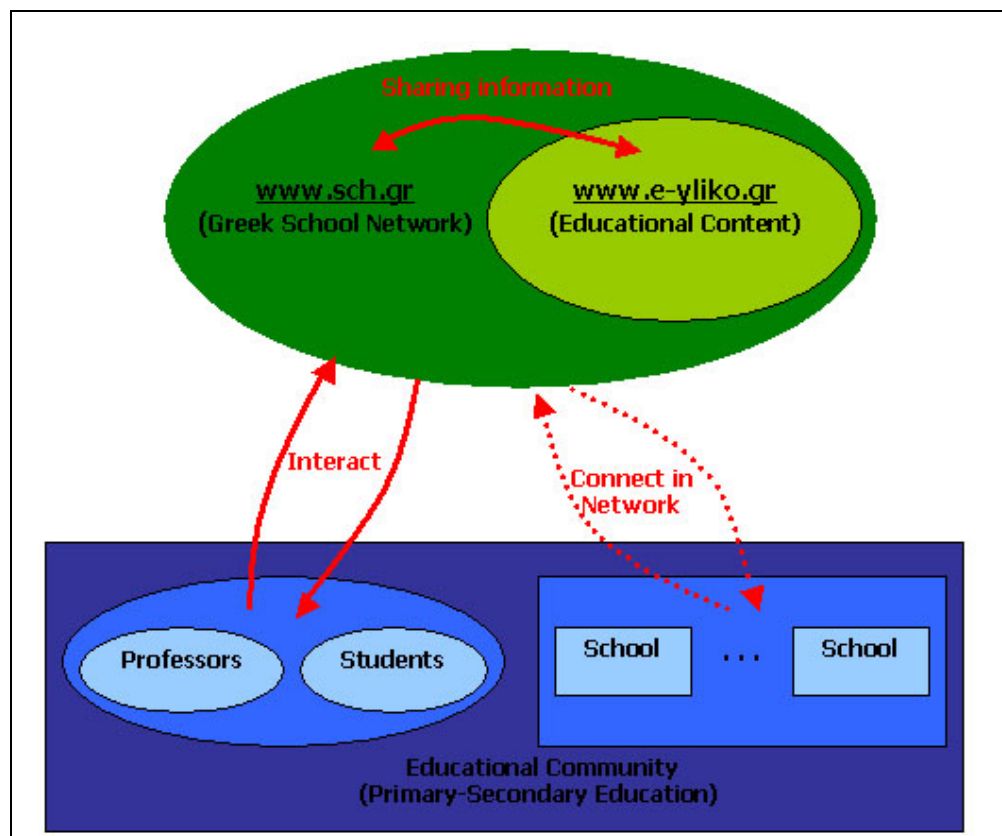 Sharing information
www.sch.gr
(Greek School Network)
www.e-yliko.gr
(Educational Content)
Interact
Connect in
Network
Professors
Students
School
...
School
Educational Community
(Primary-Secondary Education)